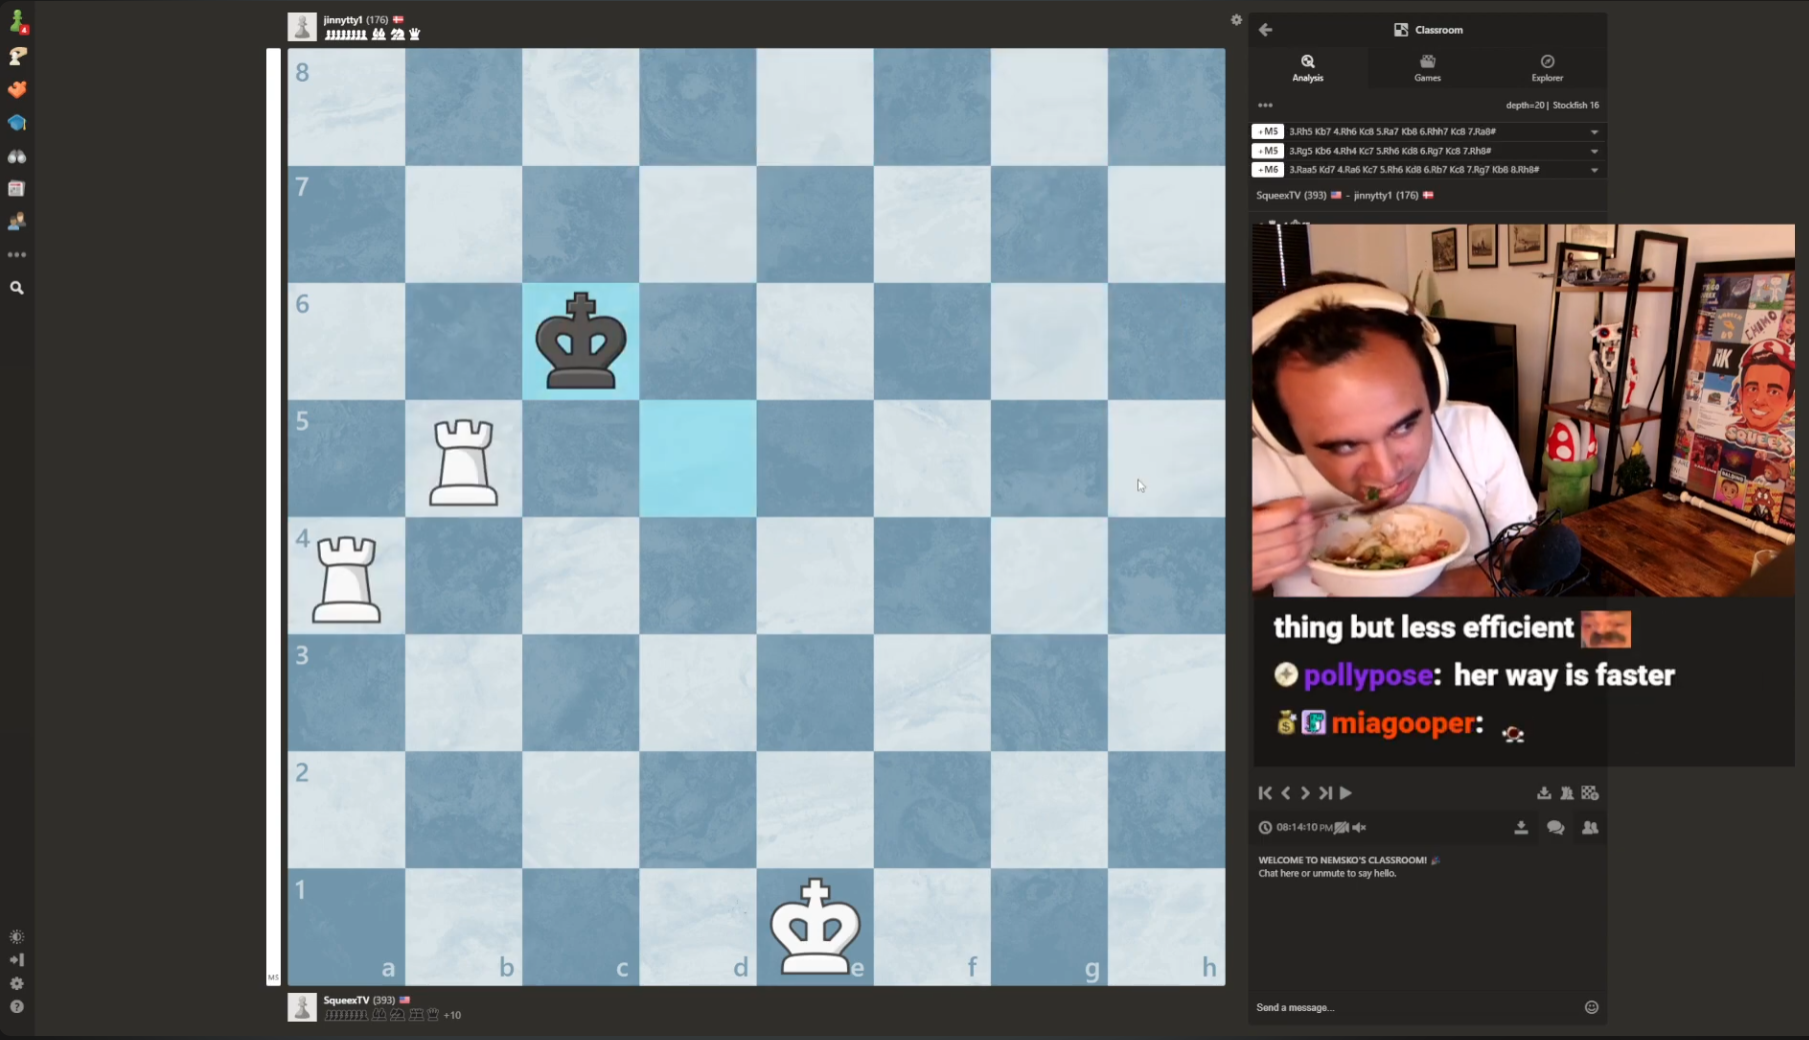 4
jinnytty1 (176)
8
7
6
5
4
3
2
1
a
b
c
d
e
f
g
h
M5
SqueexTV (393)
+10
Classroom
Analysis
Games
Explorer
depth=20 | Stockfish 16
+M5 3.Rh5 Kb7 4.Rh6 Kc8 5.Ra7 Kb8 6.Rhh7 Kc8 7.Ra8#
+M5 3.Rg5 Kb6 4.Rh4 Kc7 5.Rh6 Kd8 6.Rg7 Kc8 7.Rh8#
+M6 3.Raa5 Kd7 4.Ra6 Kc7 5.Rh6 Kd8 6.Rb7 Kc8 7.Rg7 Kb8 8.Rh8#
SqueexTV (393) - jinnytty1 (176)
CHUMO
NK
SQUEEX
thing but less efficient
pollypose: her way is faster
miagooper:
08:14:10 PM
WELCOME TO NEMSKO'S CLASSROOM!
Chat here or unmute to say hello.
Send a message...